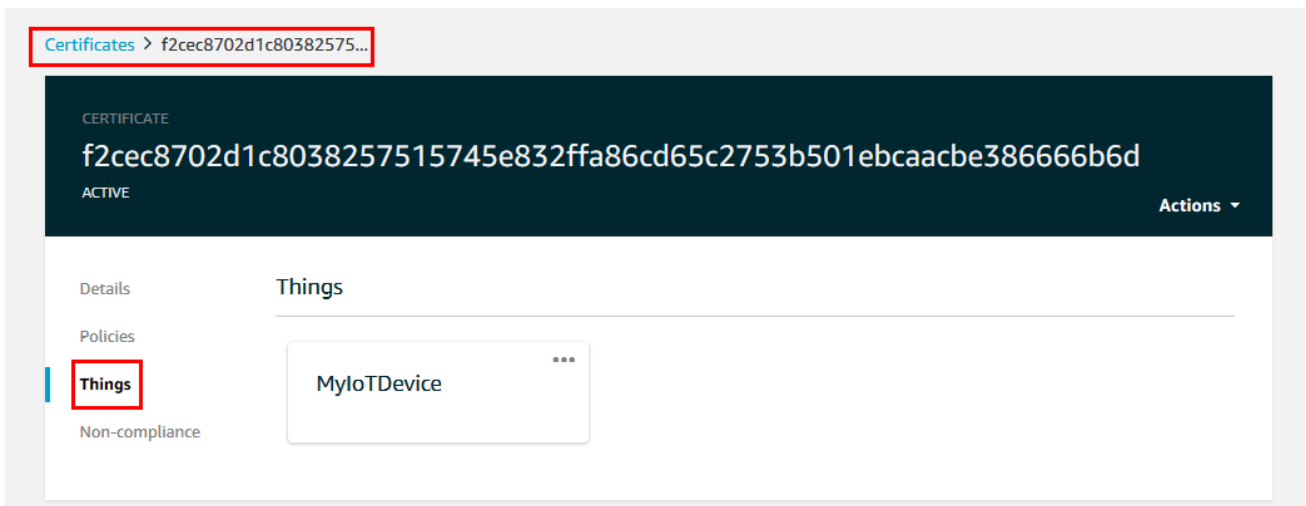 Certificates > f2cec8702d1c80382575...
CERTIFICATE
f2cec8702d1c8038257515745e832ffa86cd65c2753b501ebcaacbe386666b6d
ACTIVE
Actions
Details
Policies
Things
Non-compliance
Things
MyIoTDevice